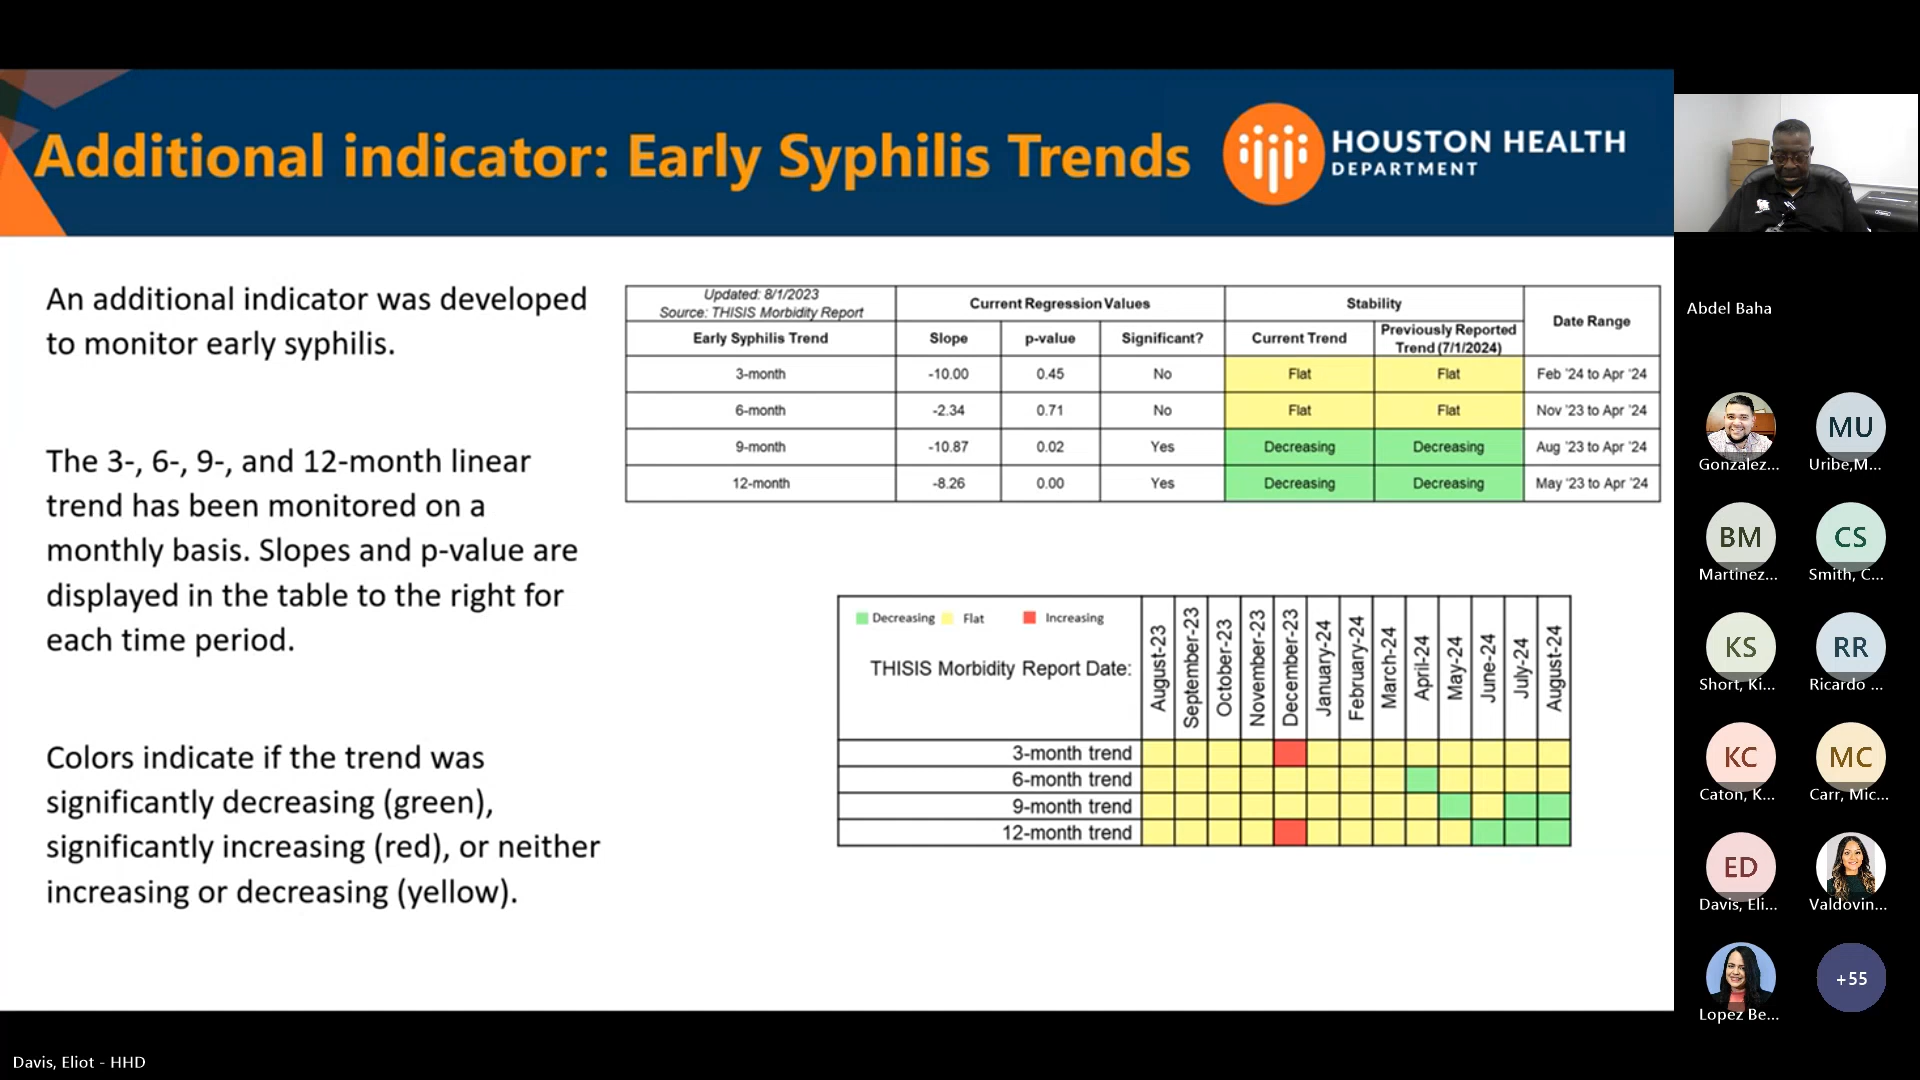 Additional indicator: Early Syphilis Trends
HOUSTON HEALTH
DEPARTMENT
An additional indicator was developed
to monitor early syphilis.
The 3-, 6-, 9-, and 12-month linear
trend has been monitored on a
monthly basis. Slopes and p-value are
displayed in the table to the right for
each time period.
Colors indicate if the trend was
significantly decreasing (green),
significantly increasing (red), or neither
increasing or decreasing (yellow).
Updated: 8/1/2023
Source: THISIS Morbidity Report
Current Regression Values
Stability
Date Range
Early Syphilis Trend
Slope
p-value
Significant?
Current Trend
Previously Reported
Trend (7/1/2024)
3-month -10.00 0.45 No Flat Flat Feb '24 to Apr '24
6-month -2.34 0.71 No Flat Flat Nov '23 to Apr '24
9-month -10.87 0.02 Yes Decreasing Decreasing Aug '23 to Apr '24
12-month -8.26 0.00 Yes Decreasing Decreasing May '23 to Apr '24
Decreasing Flat Increasing
THISIS Morbidity Report Date:
August-23
September-23
October-23
November-23
December-23
January-24
February-24
March-24
April-24
May-24
June-24
July-24
August-24
3-month trend
6-month trend
9-month trend
12-month trend
Abdel Baha
Gonzalez...
MU
Uribe,M...
BM
Martinez...
CS
Smith, C...
KS
Short, Ki...
RR
Ricardo ...
KC
Caton, K...
MC
Carr, Mic...
ED
Davis, Eli...
Valdovin...
Lopez Be...
+55
Davis, Eliot - HHD